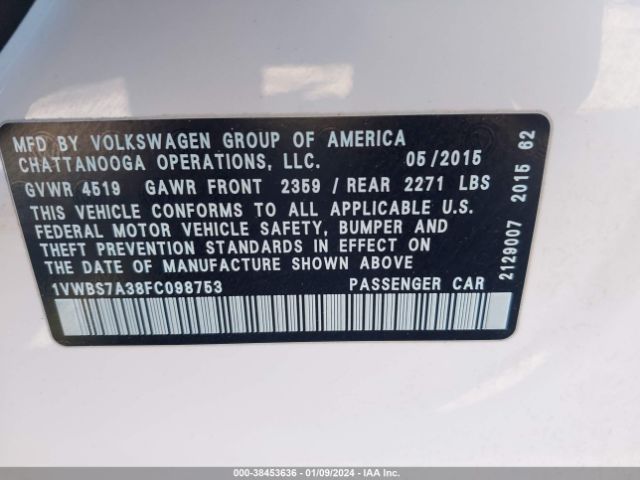 MFD BY VOLKSWAGEN GROUP OF AMERICA
CHATTANOOGA OPERATIONS, LLC. 05/2015
GVWR 4519 GAWR FRONT 2359 / REAR 2271 LBS
THIS VEHICLE CONFORMS TO ALL APPLICABLE U.S.
FEDERAL MOTOR VEHICLE SAFETY, BUMPER AND
THEFT PREVENTION STANDARDS IN EFFECT ON
THE DATE OF MANUFACTURE SHOWN ABOVE
1VWBS7A38FC098753 PASSENGER CAR
2129007 2015 62
000-38453636 - 01/09/2024 - IAA Inc.